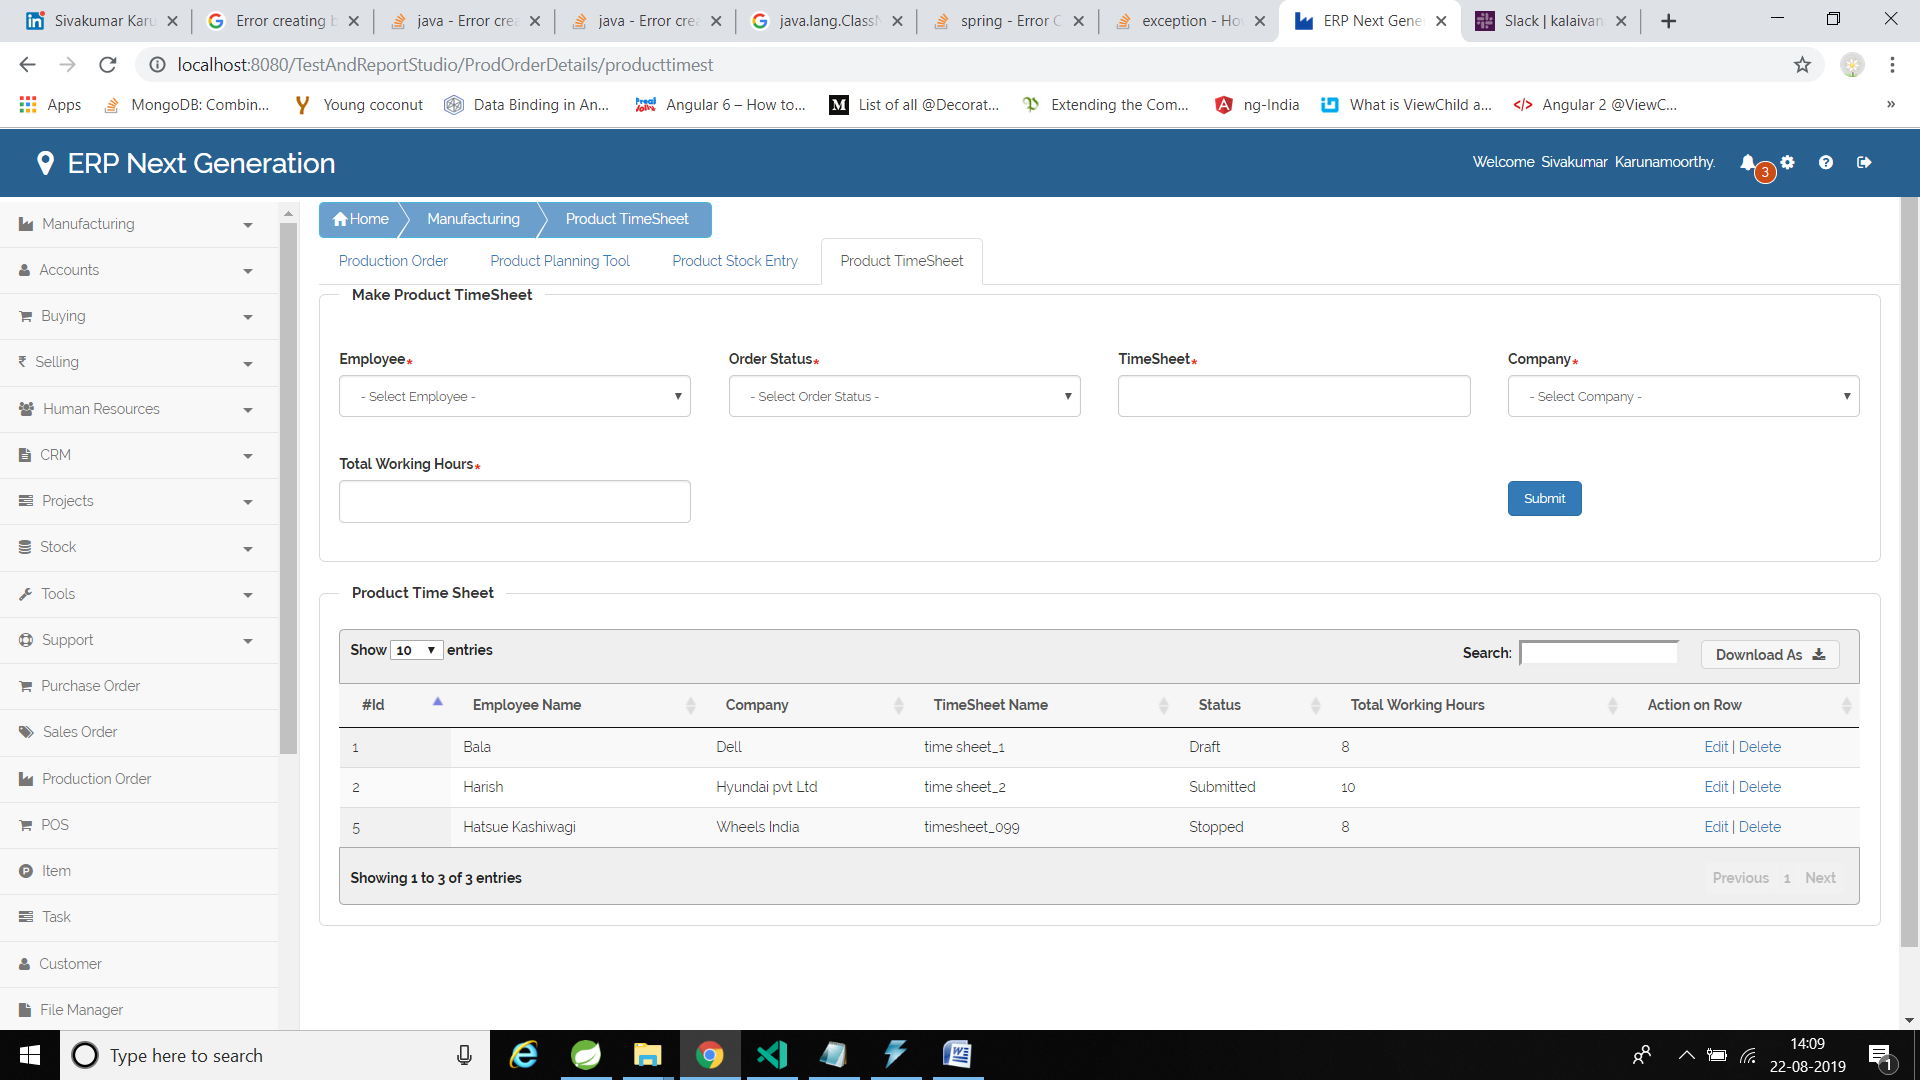 Sivakumar Karu
Error creating b
java - Error crea
java - Error crea
java.lang.ClassN
spring - Error C
exception - Hov
ERP Next Gene
Slack | kalaivan
localhost:8080/TestAndReportStudio/ProdOrderDetails/producttimest
Apps
MongoDB: Combin...
Young coconut
Data Binding in An...
Angular 6 – How to...
List of all @Decorat...
Extending the Com...
ng-India
What is ViewChild a...
Angular 2 @ViewC...
»
ERP Next Generation
Welcome Sivakumar Karunamoorthy.
3
Manufacturing
Accounts
Buying
₹ Selling
Human Resources
CRM
Projects
Stock
Tools
Support
Purchase Order
Sales Order
Production Order
POS
Item
Task
Customer
File Manager
Home
Manufacturing
Product TimeSheet
Production Order
Product Planning Tool
Product Stock Entry
Product TimeSheet
Make Product TimeSheet
Employee*
Order Status*
TimeSheet*
Company*
- Select Employee -
- Select Order Status -
- Select Company -
Total Working Hours*
Submit
Product Time Sheet
Show 10 entries
Search:
Download As
#Id Employee Name Company TimeSheet Name Status Total Working Hours Action on Row
1 Bala Dell time sheet_1 Draft 8 Edit | Delete
2 Harish Hyundai pvt Ltd time sheet_2 Submitted 10 Edit | Delete
5 Hatsue Kashiwagi Wheels India timesheet_099 Stopped 8 Edit | Delete
Showing 1 to 3 of 3 entries
Previous 1 Next
Type here to search
14:09
22-08-2019
1